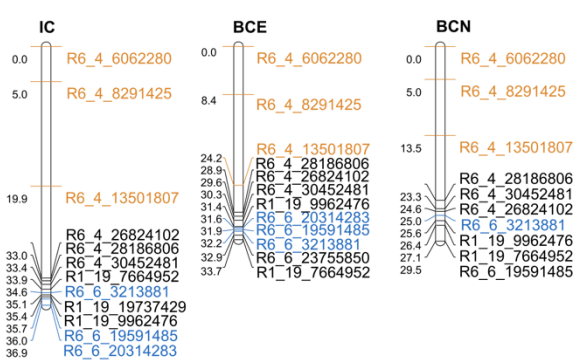 IC
0.0 R6_4_6062280
5.0 R6_4_8291425
19.9 R6_4_13501807
33.0 R6_4_26824102
33.4 R6_4_28186806
33.9 R6_4_30452481
34.6 R1_19_7664952
35.1 R6_6_3213881
35.4 R1_19_19737429
35.7 R1_19_9962476
36.0 R6_6_19591485
36.9 R6_6_20314283
BCE
0.0 R6_4_6062280
8.4 R6_4_8291425
24.2 R6_4_13501807
28.9 R6_4_28186806
29.6 R6_4_26824102
30.3 R6_4_30452481
31.4 R1_19_9962476
31.6 R6_6_20314283
31.9 R6_6_19591485
32.2 R6_6_3213881
32.9 R6_6_23755850
33.7 R1_19_7664952
BCN
0.0 R6_4_6062280
5.0 R6_4_8291425
13.5 R6_4_13501807
23.3 R6_4_28186806
24.6 R6_4_30452481
25.0 R6_4_26824102
25.6 R6_6_3213881
26.4 R1_19_9962476
27.1 R1_19_7664952
29.5 R6_6_19591485